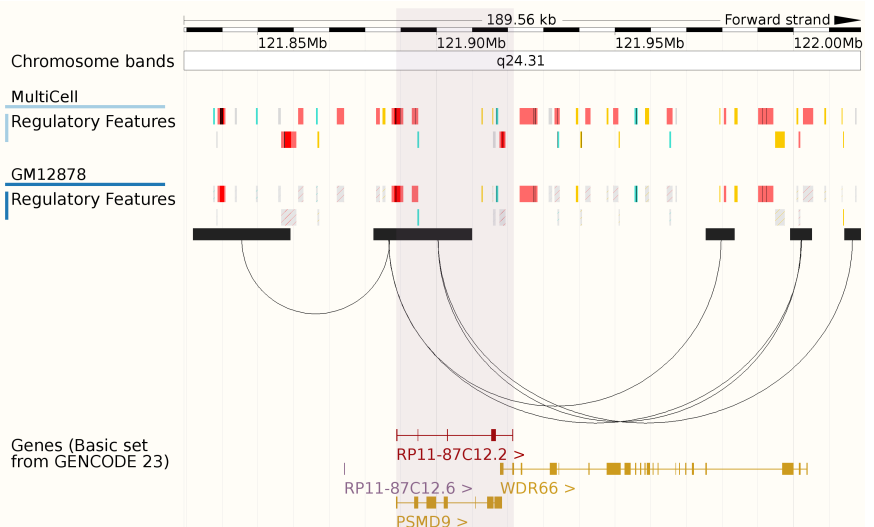 189.56 kb
Forward strand
121.85Mb 121.90Mb 121.95Mb 122.00Mb
Chromosome bands
q24.31
MultiCell
Regulatory Features
GM12878
Regulatory Features
Genes (Basic set
from GENCODE 23)
RP11-87C12.2 >
RP11-87C12.6 >
WDR66 >
PSMD9 >